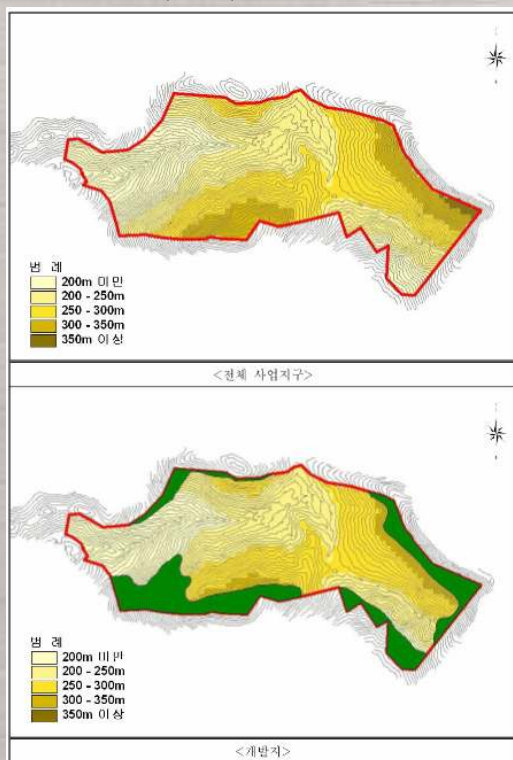 범 례
200m 미만
200 - 250m
250 - 300m
300 - 350m
350m 이상
<전체 사업지구>
범 례
200m 미만
200 - 250m
250 - 300m
300 - 350m
350m 이상
<개발지>